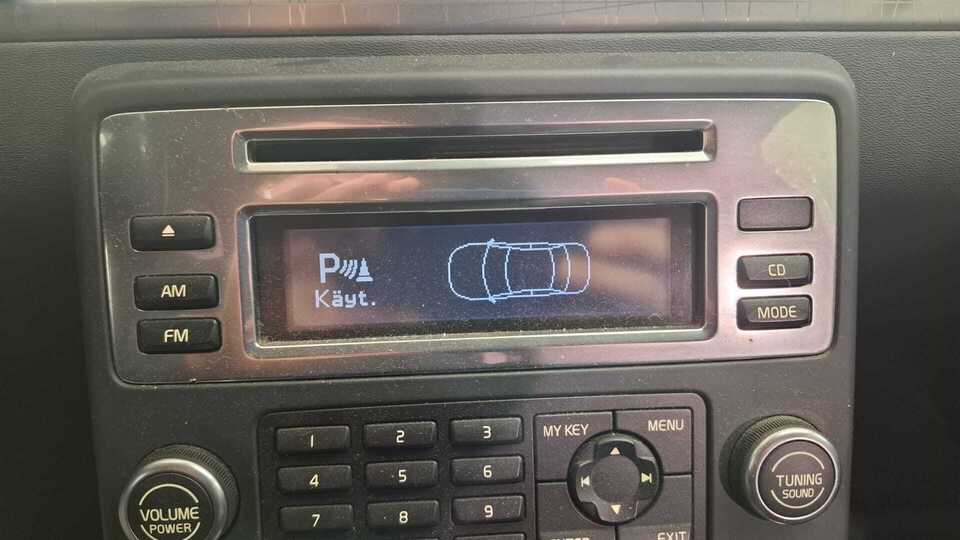 P
Käyt.
AM
FM
CD
MODE
1
2
3
4
5
6
7
8
9
MY KEY
MENU
ENTER
EXIT
VOLUME
POWER
TUNING
SOUND